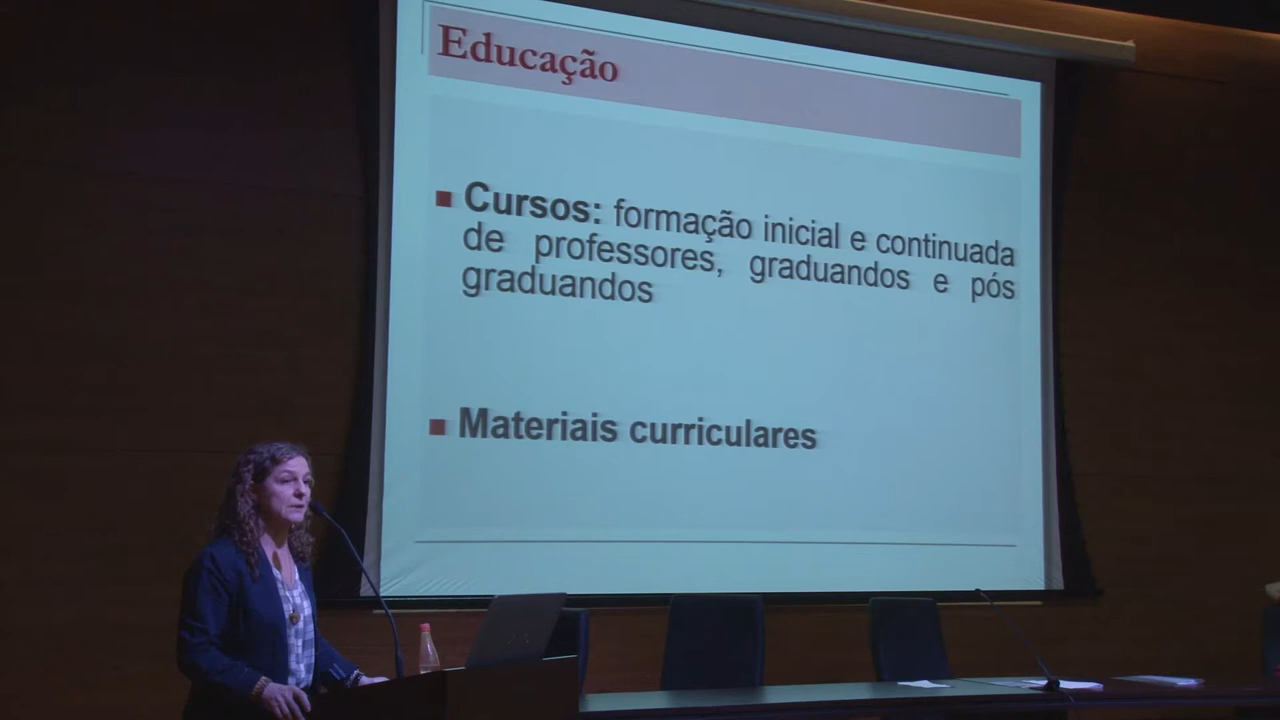 Educação
Cursos: formação inicial e continuada
de professores, graduandos e pós
graduandos
Materiais curriculares